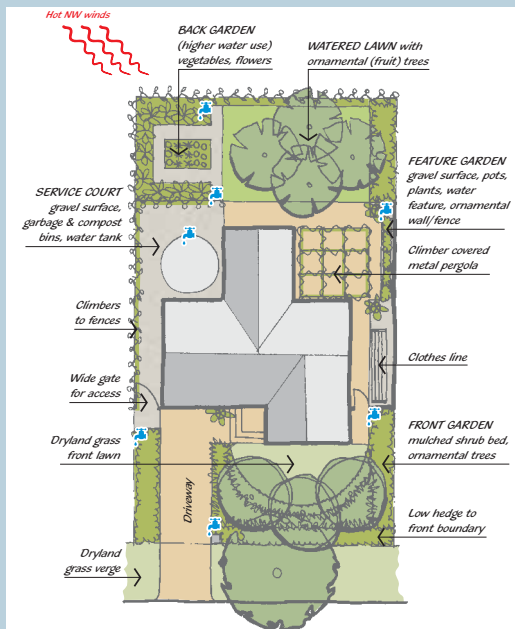 Hot NW winds
BACK GARDEN
(higher water use)
vegetables, flowers
WATERED LAWN with
ornamental (fruit) trees
SERVICE COURT
gravel surface,
garbage & compost
bins, water tank
FEATURE GARDEN
gravel surface, pots,
plants, water
feature, ornamental
wall/fence
Climber covered
metal pergola
Climbers
to fences
Clothes line
Wide gate
for access
Dryland grass
front lawn
FRONT GARDEN
mulched shrub bed,
ornamental trees
Driveway
Low hedge to
front boundary
Dryland
grass verge